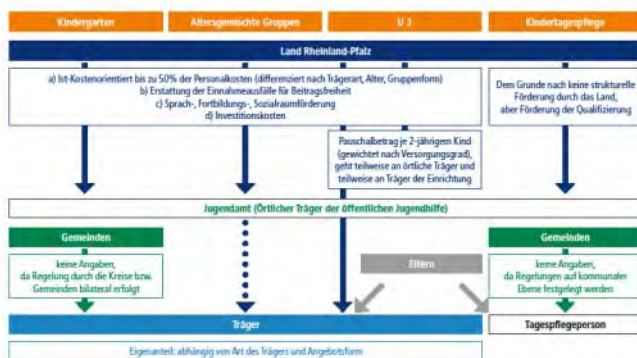 Kindergarten
Altersgemischte Gruppen
U 3
Kindertagespflege
Land Rheinland-Pfalz
a) Ist-Kostenorientiert bis zu 50% der Personalkosten (differenziert nach Trägerart, Alter, Gruppenform)
b) Erstattung der Einnahmeausfälle für Beitragsfreiheit
c) Sprach-, Fortbildungs-, Sozialraumförderung
d) Investitionskosten
Dem Grunde nach keine strukturelle
Förderung durch das Land,
aber Förderung der Qualifizierung
Pauschalbetrag je 2-jährigem Kind
(gewichtet nach Versorgungsgrad),
geht teilweise an örtliche Träger und
teilweise an Träger der Einrichtung
Jugendamt (Örtlicher Träger der öffentlichen Jugendhilfe)
Gemeinden
keine Angaben,
da Regelung durch die Kreise bzw.
Gemeinden bilateral erfolgt
Eltern
Gemeinden
keine Angaben,
da Regelungen auf kommunaler
Ebene festgelegt werden
Träger
Tagespflegeperson
Eigenanteil: abhängig von Art des Trägers und Angebotsform